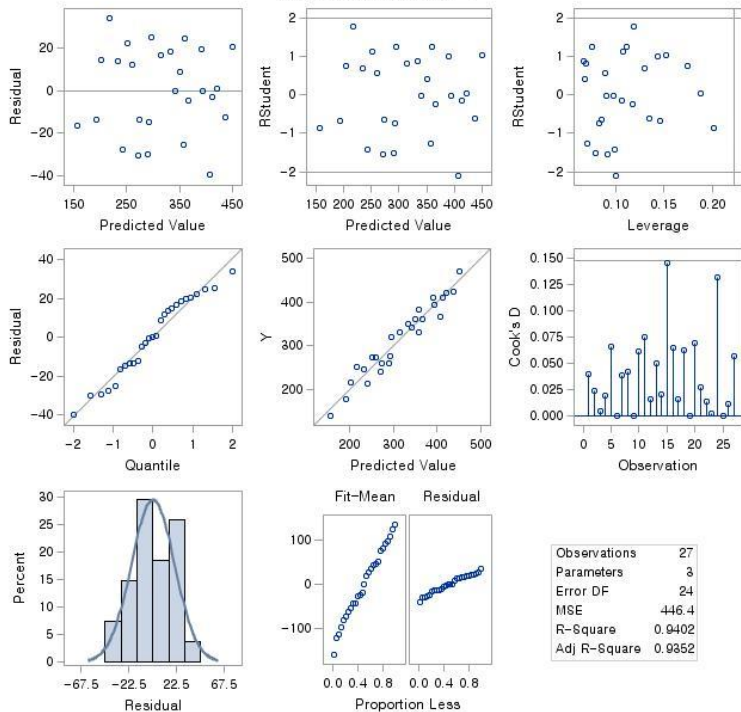 20
0
-20
-40
Residual
150 250 350 450
Predicted Value
2
1
0
-1
-2
RStudent
150 200 250 300 350 400 450
Predicted Value
2
1
0
-1
-2
RStudent
0.10 0.15 0.20
Leverage
40
20
0
-20
-40
Residual
-2 -1 0 1 2
Quantile
500
400
300
200
Y
200 300 400 500
Predicted Value
0.150
0.125
0.100
0.075
0.050
0.025
0.000
Cook's D
0 5 10 15 20 25
Observation
30
25
20
15
10
5
0
Percent
-67.5 -22.5 22.5 67.5
Residual
Fit-Mean Residual
100
0
-100
0.0 0.4 0.8 0.0 0.4 0.8
Proportion Less
Observations 27
Parameters 3
Error DF 24
MSE 446.4
R-Square 0.9402
Adj R-Square 0.9352